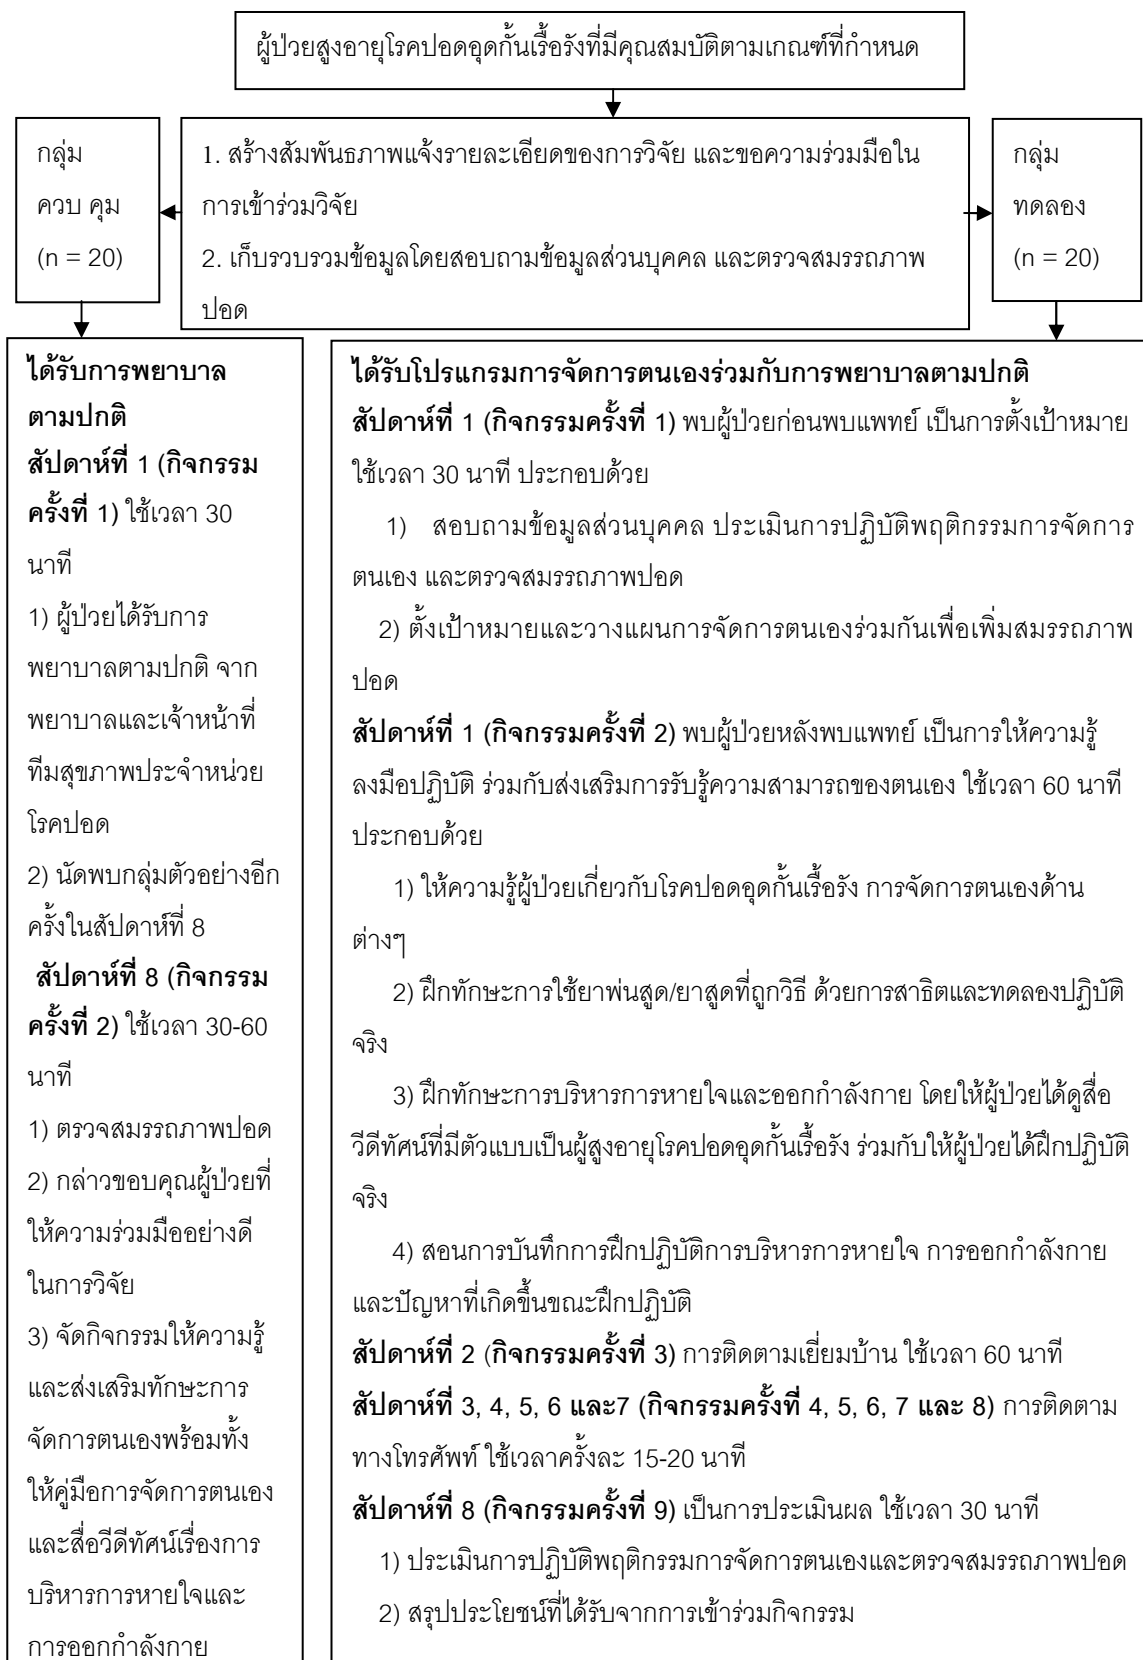 ผู้ป่วยสูงอายุโรคปอดอุดกั้นเรื้อรังที่มีคุณสมบัติตามเกณฑ์ที่กำหนด
กลุ่ม
ควบ คุม
(n = 20)
1. สร้างสัมพันธภาพแจ้งรายละเอียดของการวิจัย และขอความร่วมมือใน
การเข้าร่วมวิจัย
2. เก็บรวบรวมข้อมูลโดยสอบถามข้อมูลส่วนบุคคล และตรวจสมรรถภาพ
ปอด
กลุ่ม
ทดลอง
(n = 20)
ได้รับการพยาบาล
ตามปกติ
สัปดาห์ที่ 1 (กิจกรรม
ครั้งที่ 1) ใช้เวลา 30
นาที
1) ผู้ป่วยได้รับการ
พยาบาลตามปกติ จาก
พยาบาลและเจ้าหน้าที่
ทีมสุขภาพประจำหน่วย
โรคปอด
2) นัดพบกลุ่มตัวอย่างอีก
ครั้งในสัปดาห์ที่ 8
สัปดาห์ที่ 8 (กิจกรรม
ครั้งที่ 2) ใช้เวลา 30-60
นาที
1) ตรวจสมรรถภาพปอด
2) กล่าวขอบคุณผู้ป่วยที่
ให้ความร่วมมืออย่างดี
ในการวิจัย
3) จัดกิจกรรมให้ความรู้
และส่งเสริมทักษะการ
จัดการตนเองพร้อมทั้ง
ให้คู่มือการจัดการตนเอง
และสื่อวีดีทัศน์เรื่องการ
บริหารการหายใจและ
การออกกำลังกาย
ได้รับโปรแกรมการจัดการตนเองร่วมกับการพยาบาลตามปกติ
สัปดาห์ที่ 1 (กิจกรรมครั้งที่ 1) พบผู้ป่วยก่อนพบแพทย์ เป็นการตั้งเป้าหมาย
ใช้เวลา 30 นาที ประกอบด้วย
1) สอบถามข้อมูลส่วนบุคคล ประเมินการปฏิบัติพฤติกรรมการจัดการ
ตนเอง และตรวจสมรรถภาพปอด
2) ตั้งเป้าหมายและวางแผนการจัดการตนเองร่วมกันเพื่อเพิ่มสมรรถภาพ
ปอด
สัปดาห์ที่ 1 (กิจกรรมครั้งที่ 2) พบผู้ป่วยหลังพบแพทย์ เป็นการให้ความรู้
ลงมือปฏิบัติ ร่วมกับส่งเสริมการรับรู้ความสามารถของตนเอง ใช้เวลา 60 นาที
ประกอบด้วย
1) ให้ความรู้ผู้ป่วยเกี่ยวกับโรคปอดอุดกั้นเรื้อรัง การจัดการตนเองด้าน
ต่างๆ
2) ฝึกทักษะการใช้ยาพ่นสูด/ยาสูดที่ถูกวิธี ด้วยการสาธิตและทดลองปฏิบัติ
จริง
3) ฝึกทักษะการบริหารการหายใจและออกกำลังกาย โดยให้ผู้ป่วยได้ดูสื่อ
วีดีทัศน์ที่มีตัวแบบเป็นผู้สูงอายุโรคปอดอุดกั้นเรื้อรัง ร่วมกับให้ผู้ป่วยได้ฝึกปฏิบัติ
จริง
4) สอนการบันทึกการฝึกปฏิบัติการบริหารการหายใจ การออกกำลังกาย
และปัญหาที่เกิดขึ้นขณะฝึกปฏิบัติ
สัปดาห์ที่ 2 (กิจกรรมครั้งที่ 3) การติดตามเยี่ยมบ้าน ใช้เวลา 60 นาที
สัปดาห์ที่ 3, 4, 5, 6 และ7 (กิจกรรมครั้งที่ 4, 5, 6, 7 และ 8) การติดตาม
ทางโทรศัพท์ ใช้เวลาครั้งละ 15-20 นาที
สัปดาห์ที่ 8 (กิจกรรมครั้งที่ 9) เป็นการประเมินผล ใช้เวลา 30 นาที
1) ประเมินการปฏิบัติพฤติกรรมการจัดการตนเองและตรวจสมรรถภาพปอด
2) สรุปประโยชน์ที่ได้รับจากการเข้าร่วมกิจกรรม